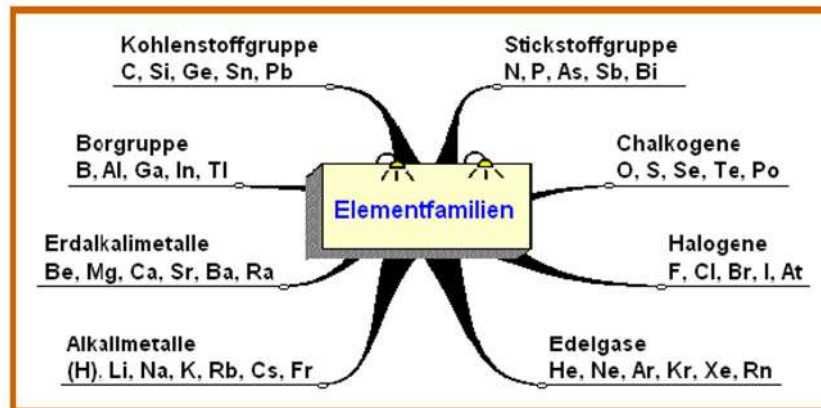 Kohlenstoffgruppe
C, Si, Ge, Sn, Pb
Stickstoffgruppe
N, P, As, Sb, Bi
Borgruppe
B, Al, Ga, In, Tl
Chalkogene
O, S, Se, Te, Po
Elementfamilien
Erdalkalimetalle
Be, Mg, Ca, Sr, Ba, Ra
Halogene
F, Cl, Br, I, At
Alkalimetalle
(H), Li, Na, K, Rb, Cs, Fr
Edelgase
He, Ne, Ar, Kr, Xe, Rn